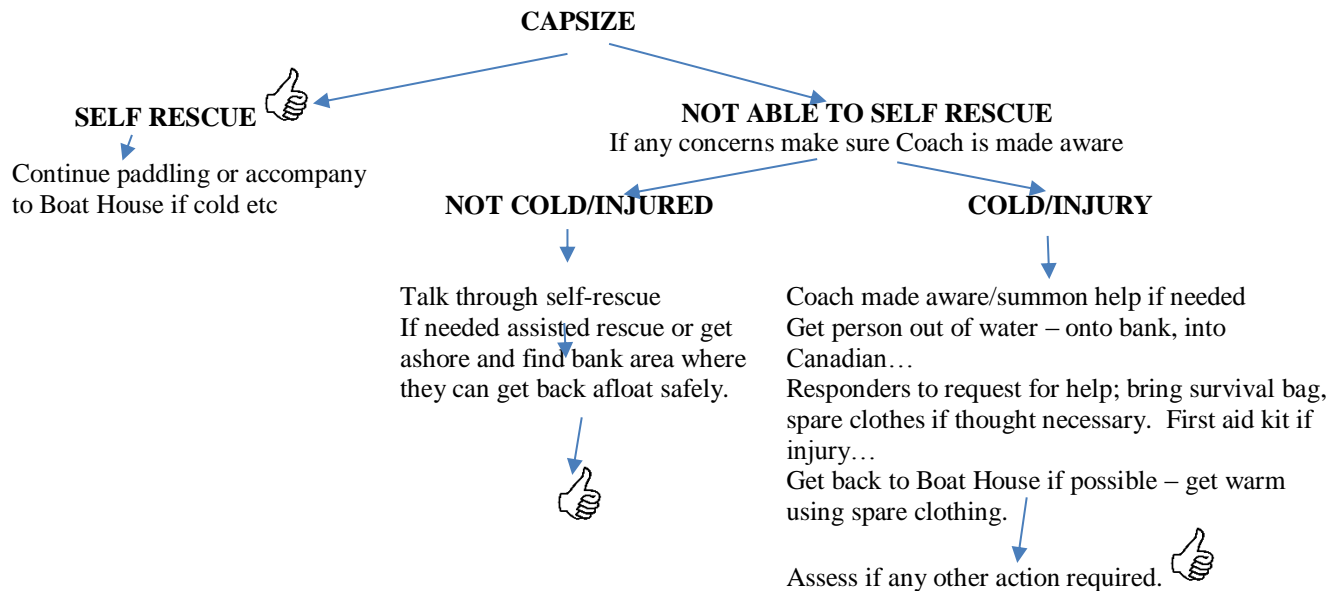 CAPSIZE
SELF RESCUE
Continue paddling or accompany
to Boat House if cold etc
NOT ABLE TO SELF RESCUE
If any concerns make sure Coach is made aware
NOT COLD/INJURED
Talk through self-rescue
If needed assisted rescue or get
ashore and find bank area where
they can get back afloat safely.
COLD/INJURY
Coach made aware/summon help if needed
Get person out of water – onto bank, into
Canadian…
Responders to request for help; bring survival bag,
spare clothes if thought necessary.  First aid kit if
injury…
Get back to Boat House if possible – get warm
using spare clothing.
Assess if any other action required.